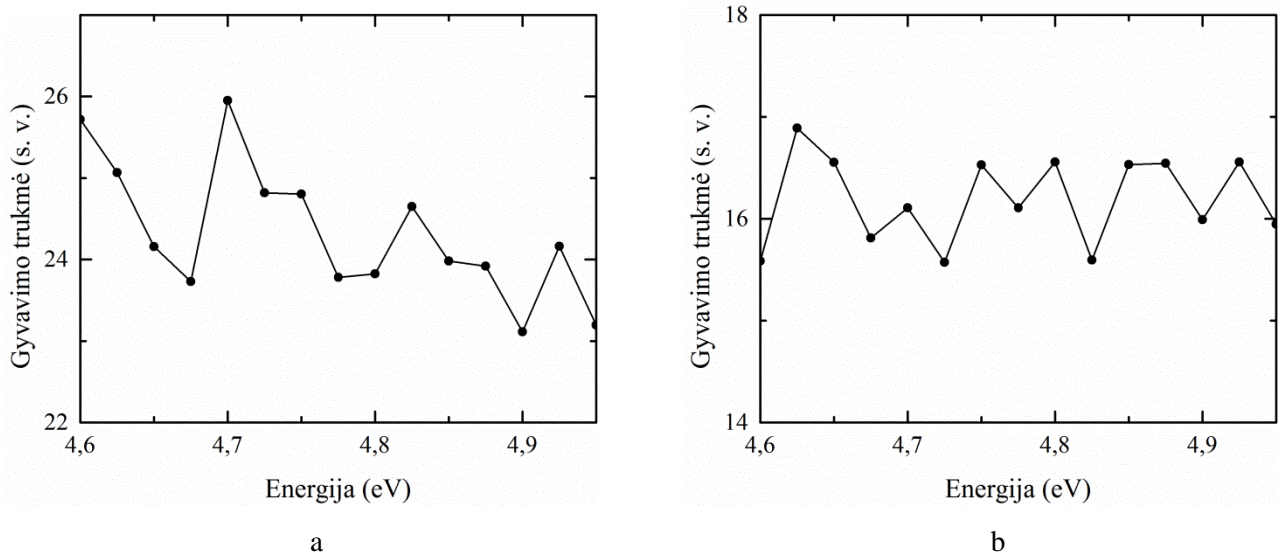 Gyvavimo trukmė (s. v.)
26
24
22
4,6 4,7 4,8 4,9
Energija (eV)
a
Gyvavimo trukmė (s. v.)
18
16
14
4,6 4,7 4,8 4,9
Energija (eV)
b